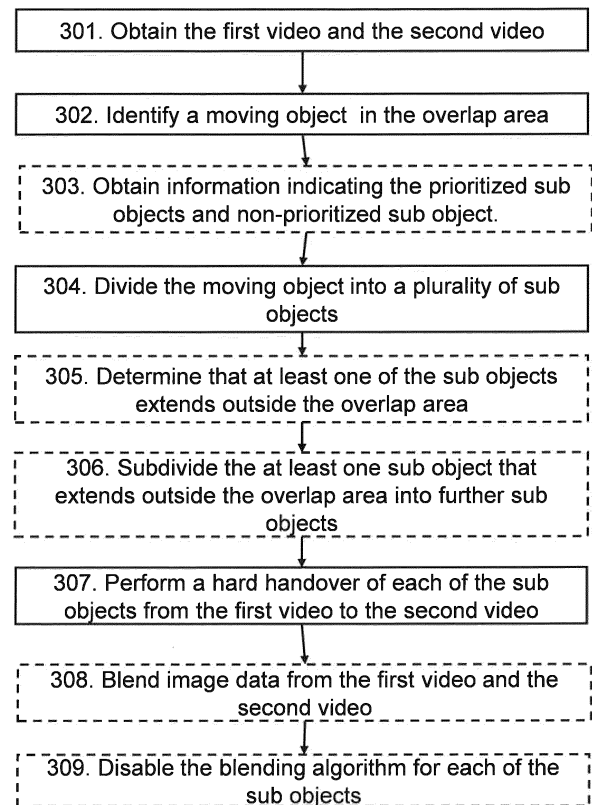 301. Obtain the first video and the second video
302. Identify a moving object in the overlap area
303. Obtain information indicating the prioritized sub
objects and non-prioritized sub object.
304. Divide the moving object into a plurality of sub
objects
305. Determine that at least one of the sub objects
extends outside the overlap area
306. Subdivide the at least one sub object that
extends outside the overlap area into further sub
objects
307. Perform a hard handover of each of the sub
objects from the first video to the second video
308. Blend image data from the first video and the
second video
309. Disable the blending algorithm for each of the
sub objects